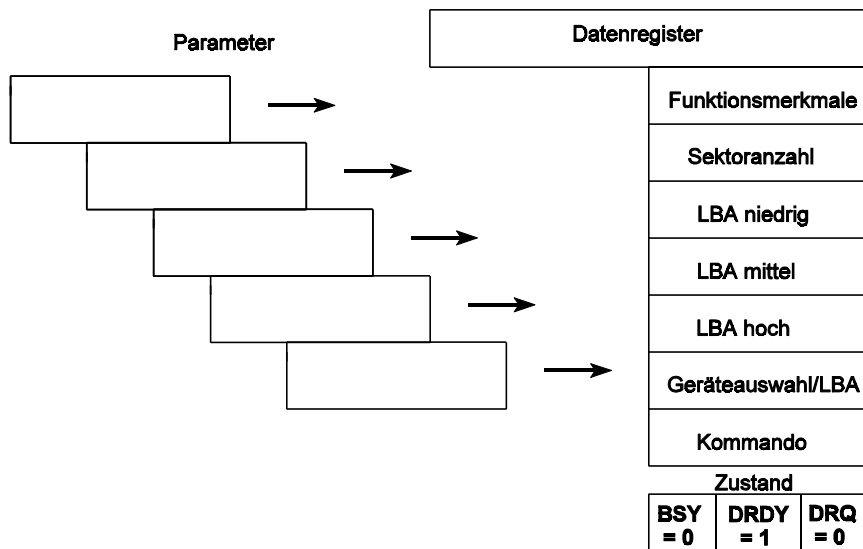 Parameter
Datenregister
Funktionsmerkmale
Sektoranzahl
LBA niedrig
LBA mittel
LBA hoch
Geräteauswahl/LBA
Kommando
Zustand
BSY DRDY DRQ
= 0 = 1 = 0